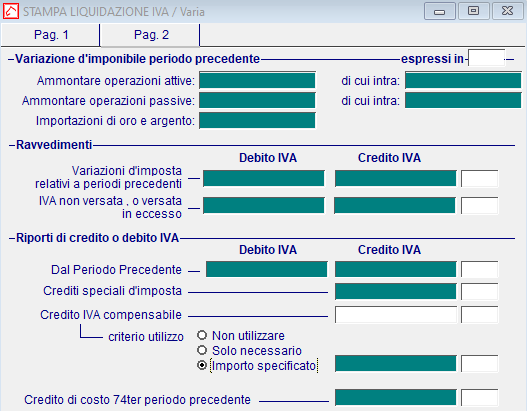 STAMPA LIQUIDAZIONE IVA / Varia
Pag. 1 Pag. 2
Variazione d'imponibile periodo precedente espressi in
Ammontare operazioni attive: di cui intra:
Ammontare operazioni passive: di cui intra:
Importazioni di oro e argento:
Ravvedimenti
Debito IVA Credito IVA
Variazioni d'imposta
relativi a periodi precedenti
IVA non versata , o versata
in eccesso
Riporti di credito o debito IVA
Debito IVA Credito IVA
Dal Periodo Precedente
Crediti speciali d'imposta
Credito IVA compensabile
criterio utilizzo Non utilizzare
Solo necessario
Importo specificato
Credito di costo 74ter periodo precedente